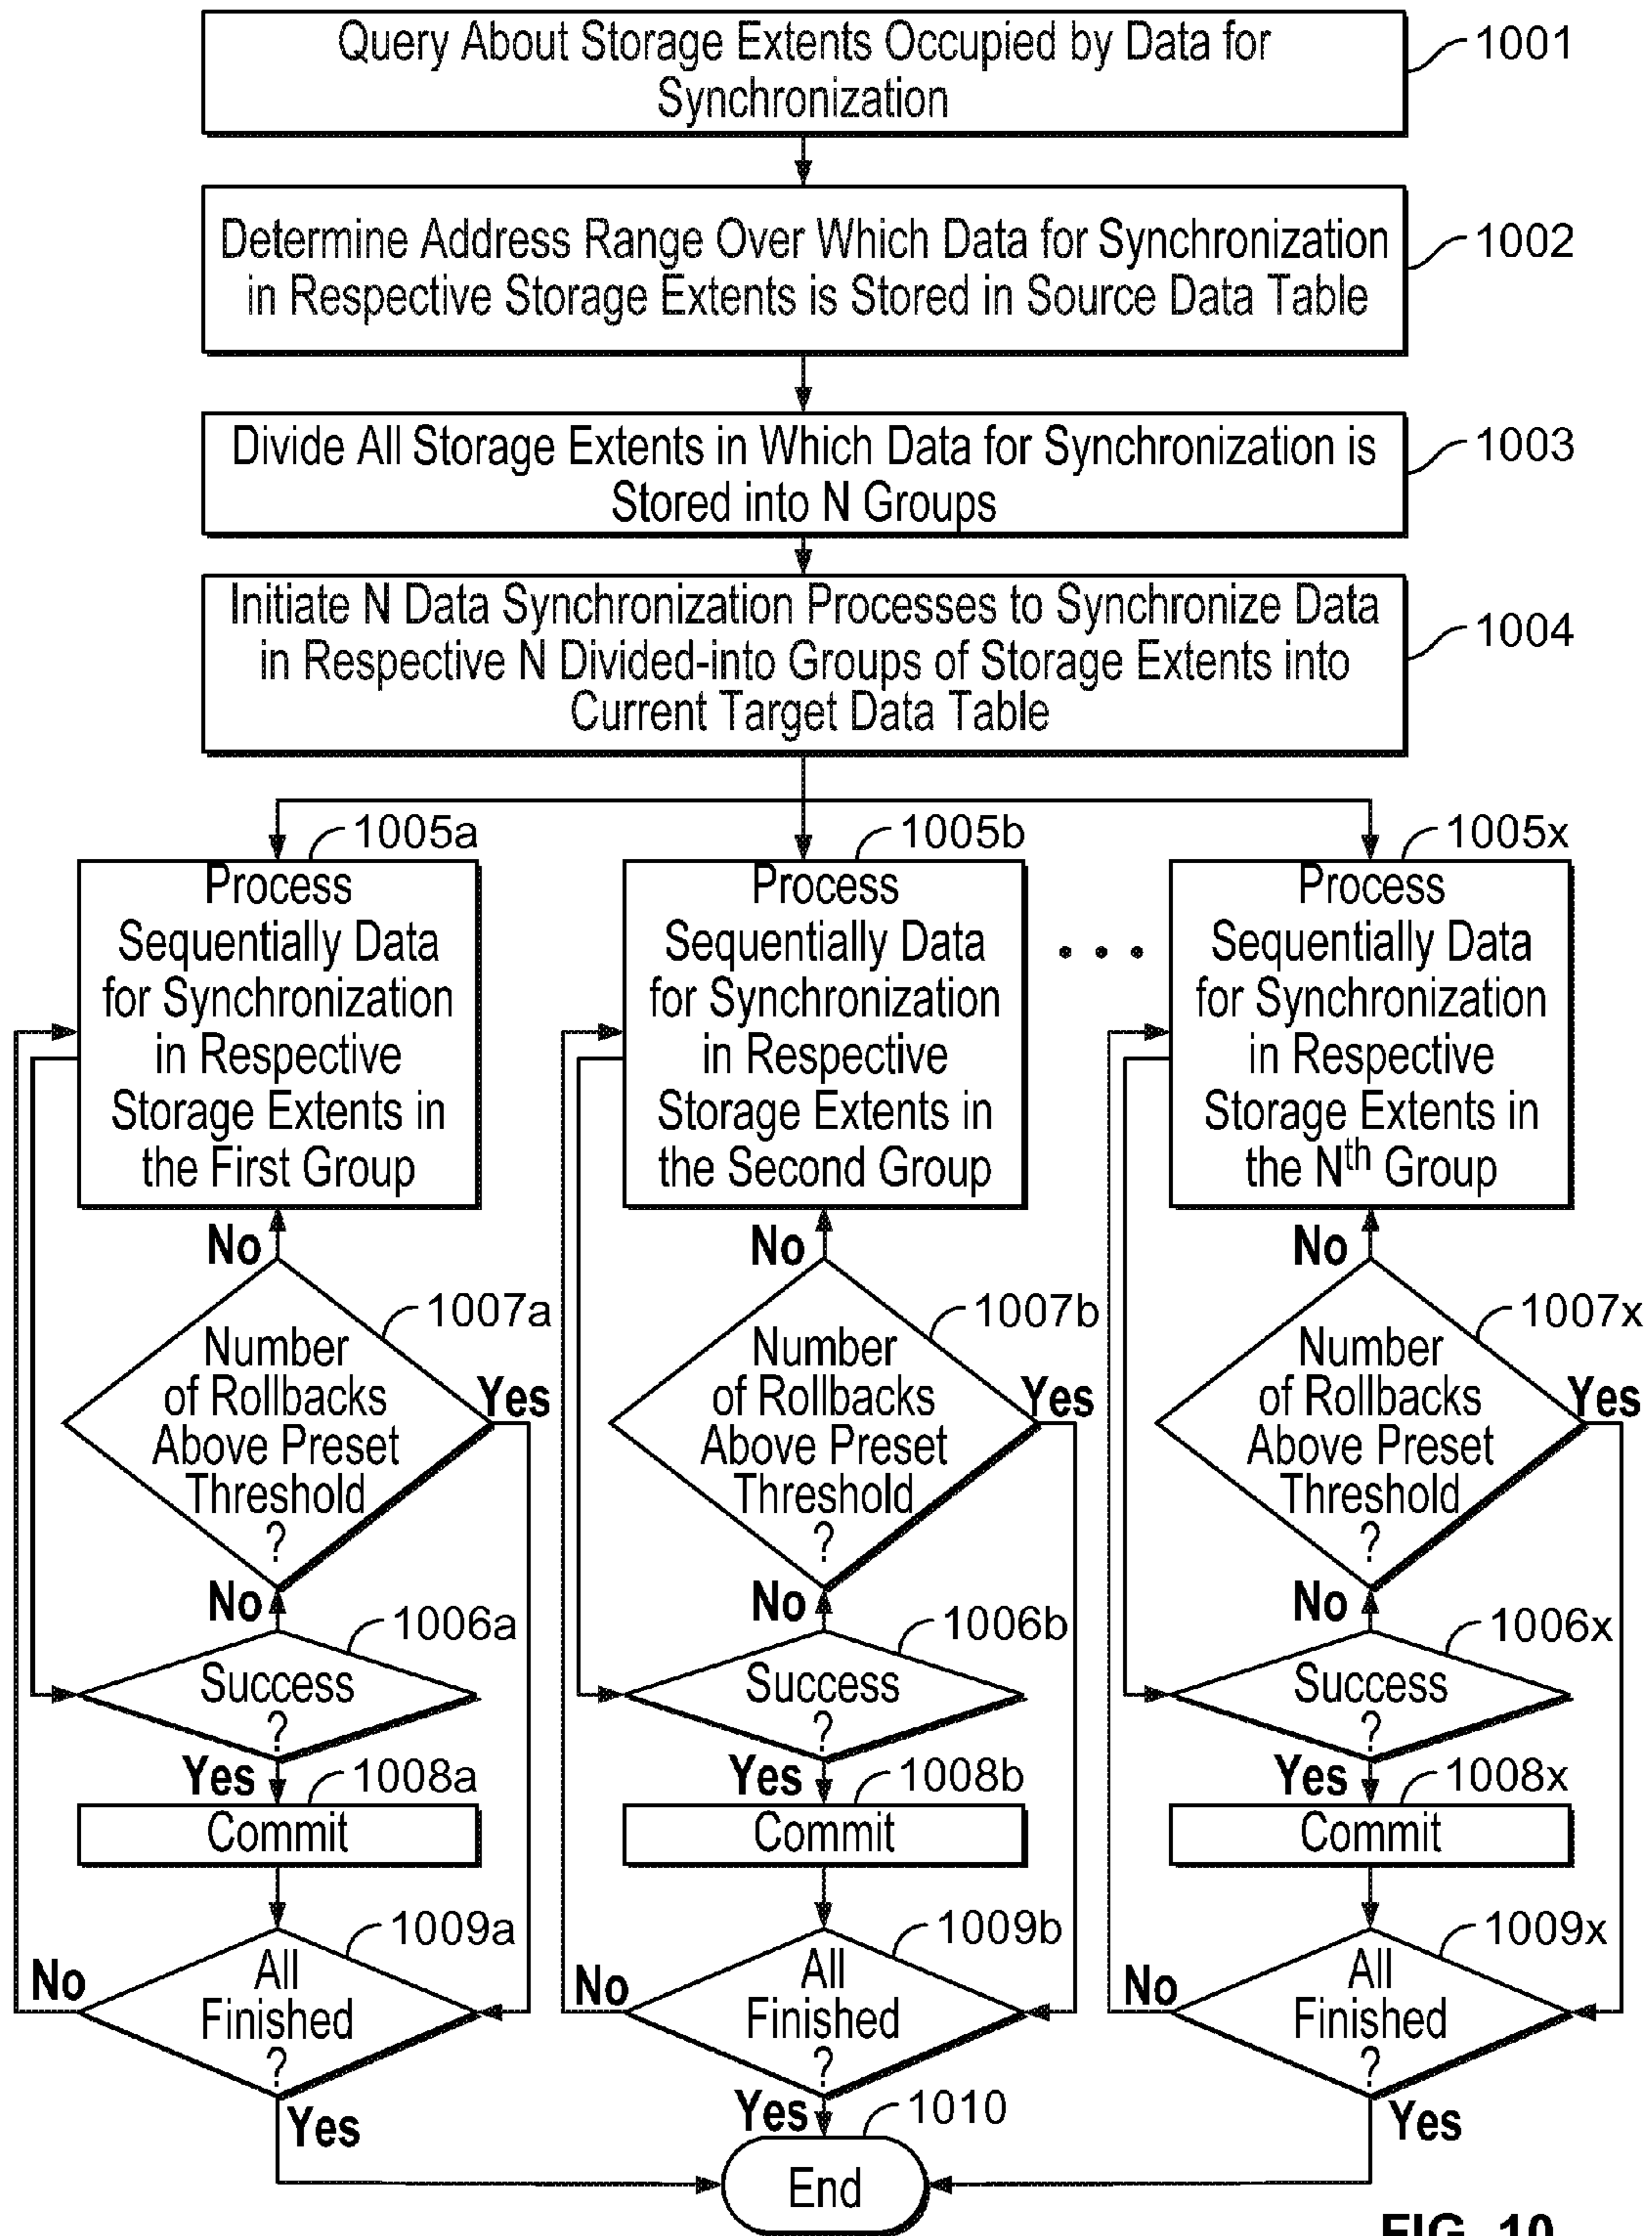 Query About Storage Extents Occupied by Data for
Synchronization
1001
Determine Address Range Over Which Data for Synchronization
in Respective Storage Extents is Stored in Source Data Table
1002
Divide All Storage Extents in Which Data for Synchronization is
Stored into N Groups
1003
Initiate N Data Synchronization Processes to Synchronize Data
in Respective N Divided-into Groups of Storage Extents into
Current Target Data Table
1004
1005a
Process
Sequentially Data
for Synchronization
in Respective
Storage Extents in
the First Group
1005b
Process
Sequentially Data
for Synchronization
in Respective
Storage Extents in
the Second Group
• • •
1005x
Process
Sequentially Data
for Synchronization
in Respective
Storage Extents in
the Nth Group
No
1007a
Number
of Rollbacks
Above Preset
Threshold
?
Yes
No
1007b
Number
of Rollbacks
Above Preset
Threshold
?
Yes
No
1007x
Number
of Rollbacks
Above Preset
Threshold
?
Yes
No
1006a
Success
?
Yes
No
1006b
Success
?
Yes
No
1006x
Success
?
Yes
1008a
Commit
1008b
Commit
1008x
Commit
1009a
All
Finished
?
No
Yes
1009b
All
Finished
?
No
Yes
1009x
All
Finished
?
No
Yes
1010
End
FIG. 10